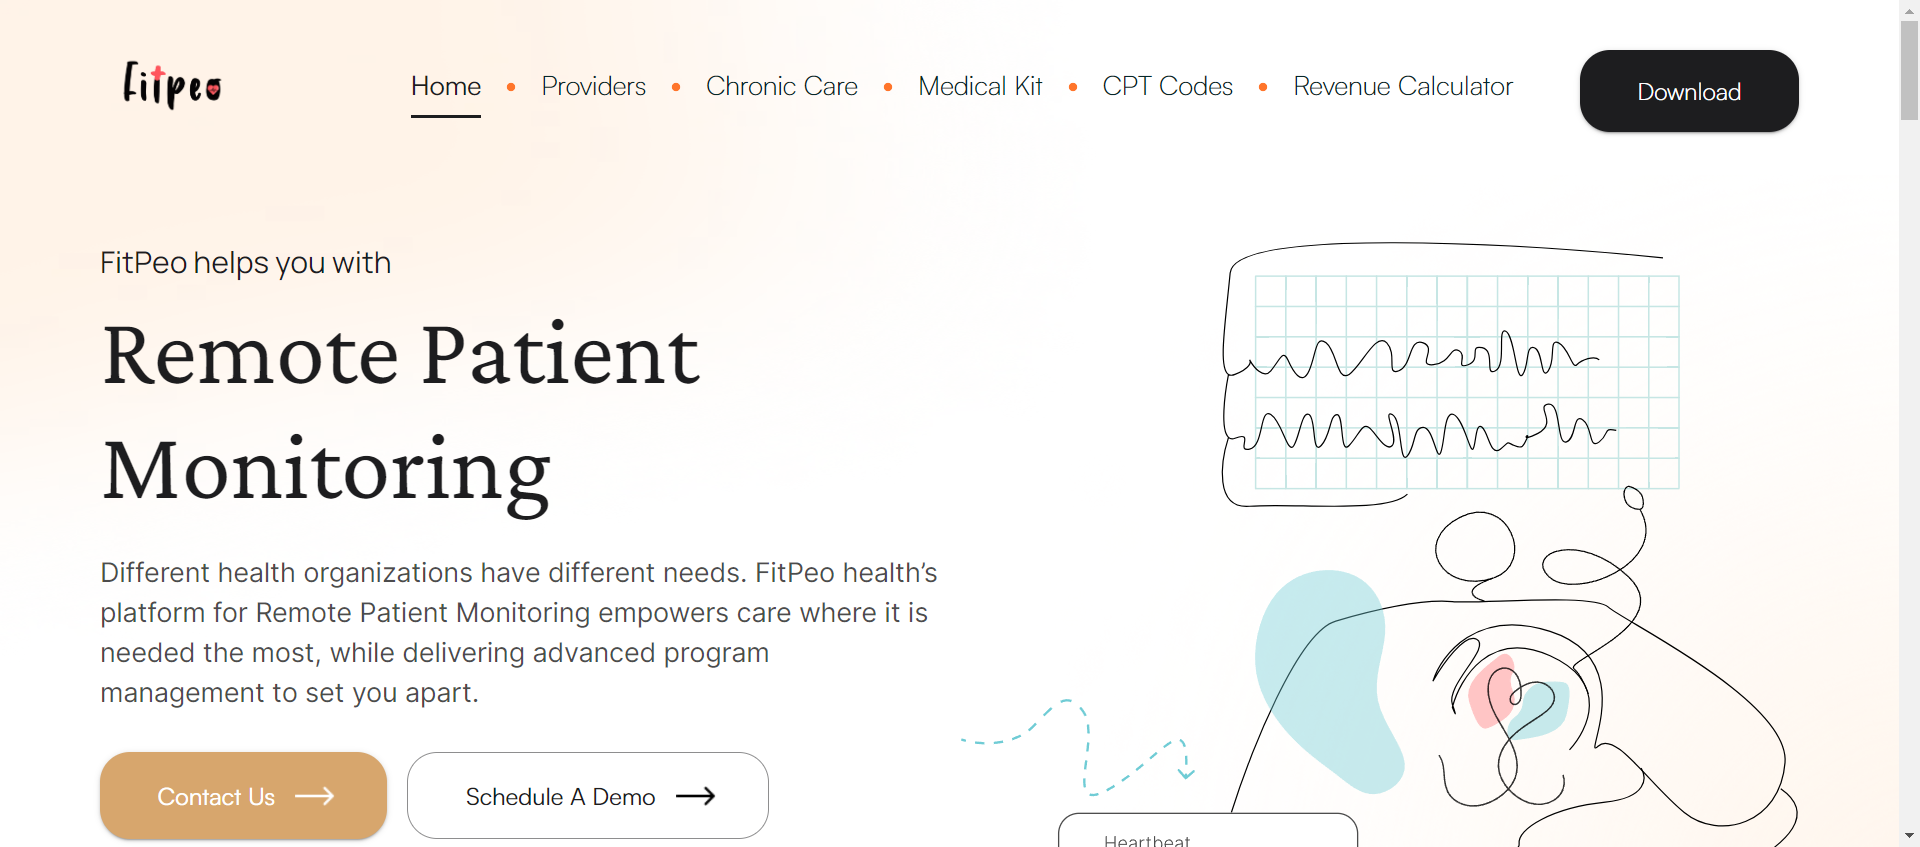 FitPeo
Home
Providers
Chronic Care
Medical Kit
CPT Codes
Revenue Calculator
Download
FitPeo helps you with
Remote Patient
Monitoring
Different health organizations have different needs. FitPeo health’s
platform for Remote Patient Monitoring empowers care where it is
needed the most, while delivering advanced program
management to set you apart.
Contact Us
Schedule A Demo
Heartbeat